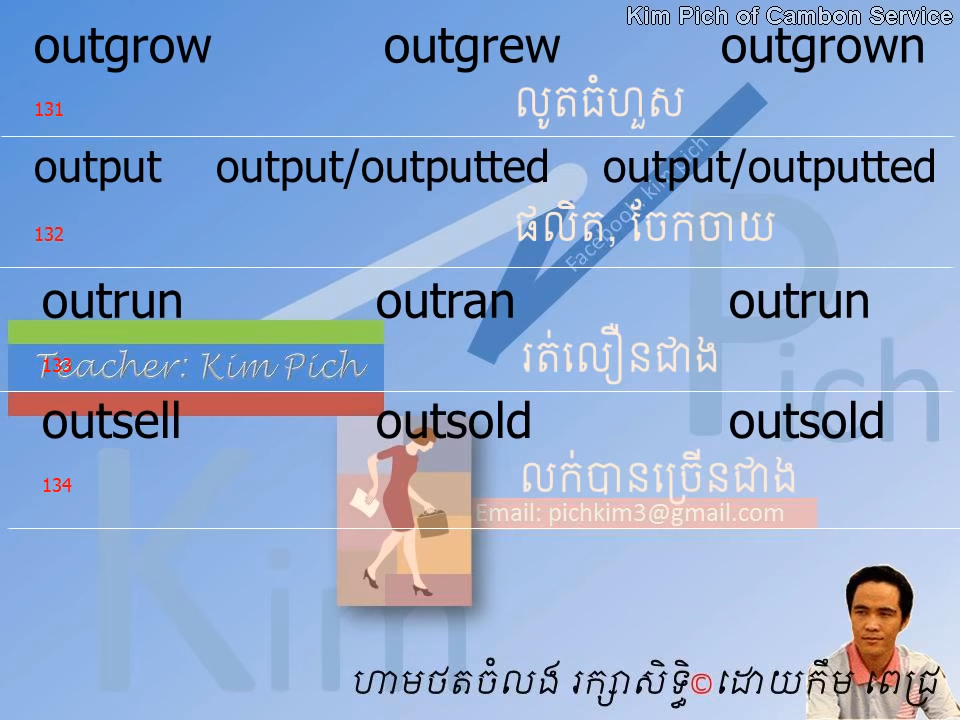 Kim Pich of Cambon Service
outgrow outgrew outgrown
131 លូតធំហួស
output output/outputted output/outputted
132 ផលិត, ចែកចាយ
Facebook: kim pich
outrun outran outrun
Teacher: Kim Pich
133 រត់លឿនជាង
outsell outsold outsold
134 លក់បានច្រើនជាង
Email: pichkim3@gmail.com
Kim
Pich
ហាមថតចំលង រក្សាសិទ្ធិ©ដោយកឹម ពេជ្រ